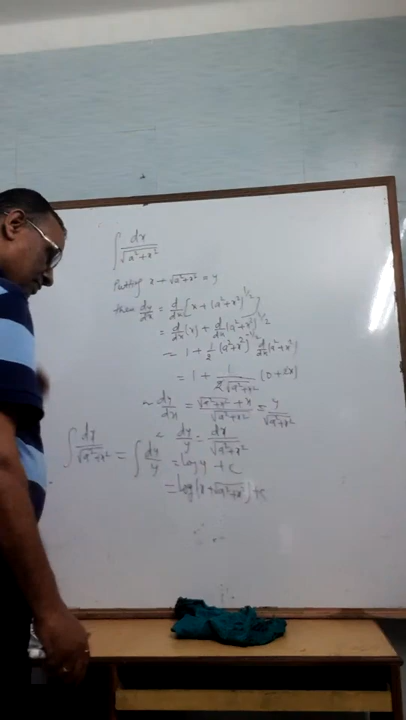 ∫ dx/√(a²+x²)
Putting x + √(a²+x²) = y
then dy/dx = d/dx [x + (a²+x²)^1/2]
= d/dx (x) + d/dx (a²+x²)^1/2
= 1 + 1/2 (a²+x²)^-1/2 d/dx (a²+x²)
= 1 + 1/(2√(a²+x²)) (0+2x)
~ dy/dx = (√(a²+x²) + x)/√(a²+x²) = y/√(a²+x²)
~ dy/y = dx/√(a²+x²)
∫ dx/√(a²+x²) = ∫ dy/y = log y + c
= log(x + √(a²+x²)) + c